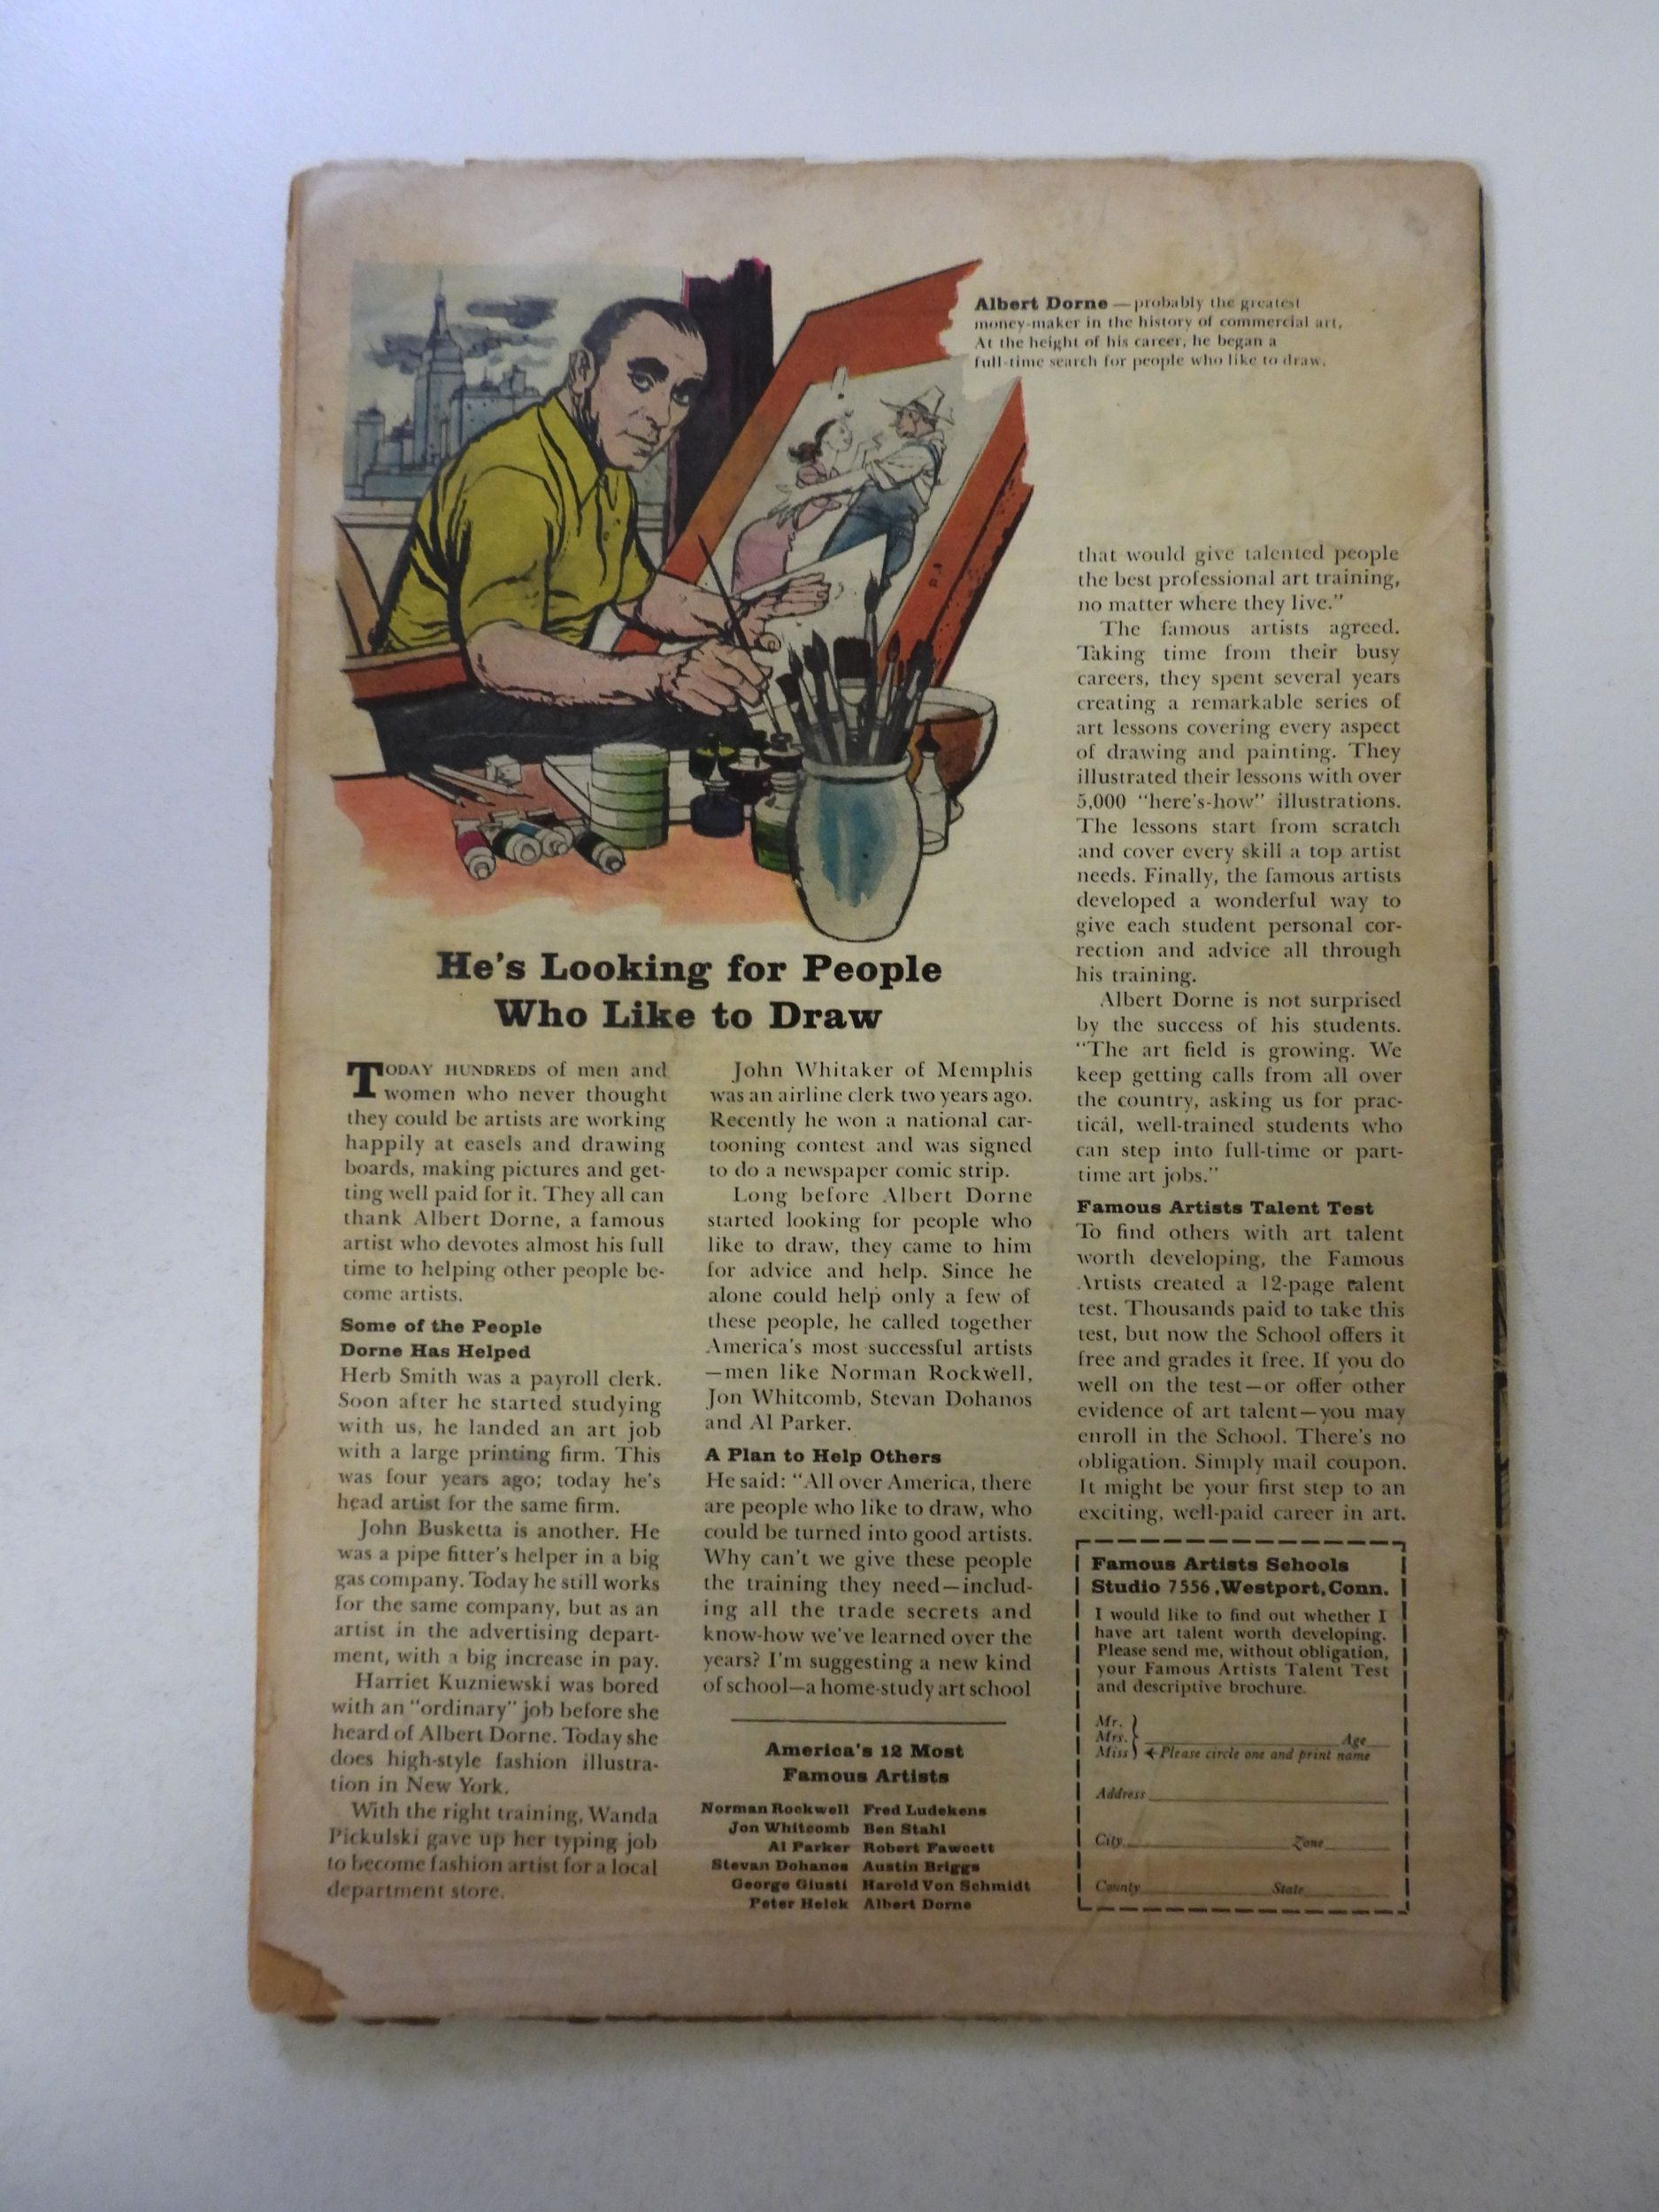 Albert Dorne — probably the greatest
money-maker in the history of commercial art.
At the height of his career, he began a
full-time search for people who like to draw.
He's Looking for People
Who Like to Draw
TODAY HUNDREDS of men and
women who never thought
they could be artists are working
happily at easels and drawing
boards, making pictures and get-
ting well paid for it. They all can
thank Albert Dorne, a famous
artist who devotes almost his full
time to helping other people be-
come artists.
Some of the People
Dorne Has Helped
Herb Smith was a payroll clerk.
Soon after he started studying
with us, he landed an art job
with a large printing firm. This
was four years ago; today he's
head artist for the same firm.
John Busketta is another. He
was a pipe fitter's helper in a big
gas company. Today he still works
for the same company, but as an
artist in the advertising depart-
ment, with a big increase in pay.
Harriet Kuzniewski was bored
with an "ordinary" job before she
heard of Albert Dorne. Today she
does high-style fashion illustra-
tion in New York.
With the right training, Wanda
Pickulski gave up her typing job
to become fashion artist for a local
department store.
John Whitaker of Memphis
was an airline clerk two years ago.
Recently he won a national car-
tooning contest and was signed
to do a newspaper comic strip.
Long before Albert Dorne
started looking for people who
like to draw, they came to him
for advice and help. Since he
alone could help only a few of
these people, he called together
America's most successful artists
—men like Norman Rockwell,
Jon Whitcomb, Stevan Dohanos
and Al Parker.
A Plan to Help Others
He said: "All over America, there
are people who like to draw, who
could be turned into good artists.
Why can't we give these people
the training they need—includ-
ing all the trade secrets and
know-how we've learned over the
years? I'm suggesting a new kind
of school—a home-study art school
that would give talented people
the best professional art training,
no matter where they live."
The famous artists agreed.
Taking time from their busy
careers, they spent several years
creating a remarkable series of
art lessons covering every aspect
of drawing and painting. They
illustrated their lessons with over
5,000 "here's-how" illustrations.
The lessons start from scratch
and cover every skill a top artist
needs. Finally, the famous artists
developed a wonderful way to
give each student personal cor-
rection and advice all through
his training.
Albert Dorne is not surprised
by the success of his students.
"The art field is growing. We
keep getting calls from all over
the country, asking us for prac-
tical, well-trained students who
can step into full-time or part-
time art jobs."
Famous Artists Talent Test
To find others with art talent
worth developing, the Famous
Artists created a 12-page talent
test. Thousands paid to take this
test, but now the School offers it
free and grades it free. If you do
well on the test—or offer other
evidence of art talent—you may
enroll in the School. There's no
obligation. Simply mail coupon.
It might be your first step to an
exciting, well-paid career in art.
America's 12 Most
Famous Artists
Norman Rockwell Fred Ludekens
Jon Whitcomb Ben Stahl
Al Parker Robert Fawcett
Stevan Dohanos Austin Briggs
George Giusti Harold Von Schmidt
Peter Helck Albert Dorne
Famous Artists Schools
Studio 7556, Westport, Conn.
I would like to find out whether I
have art talent worth developing.
Please send me, without obligation,
your Famous Artists Talent Test
and descriptive brochure.
Mr.
Mrs. Age
Miss Please circle one and print name
Address
City Zone
County State